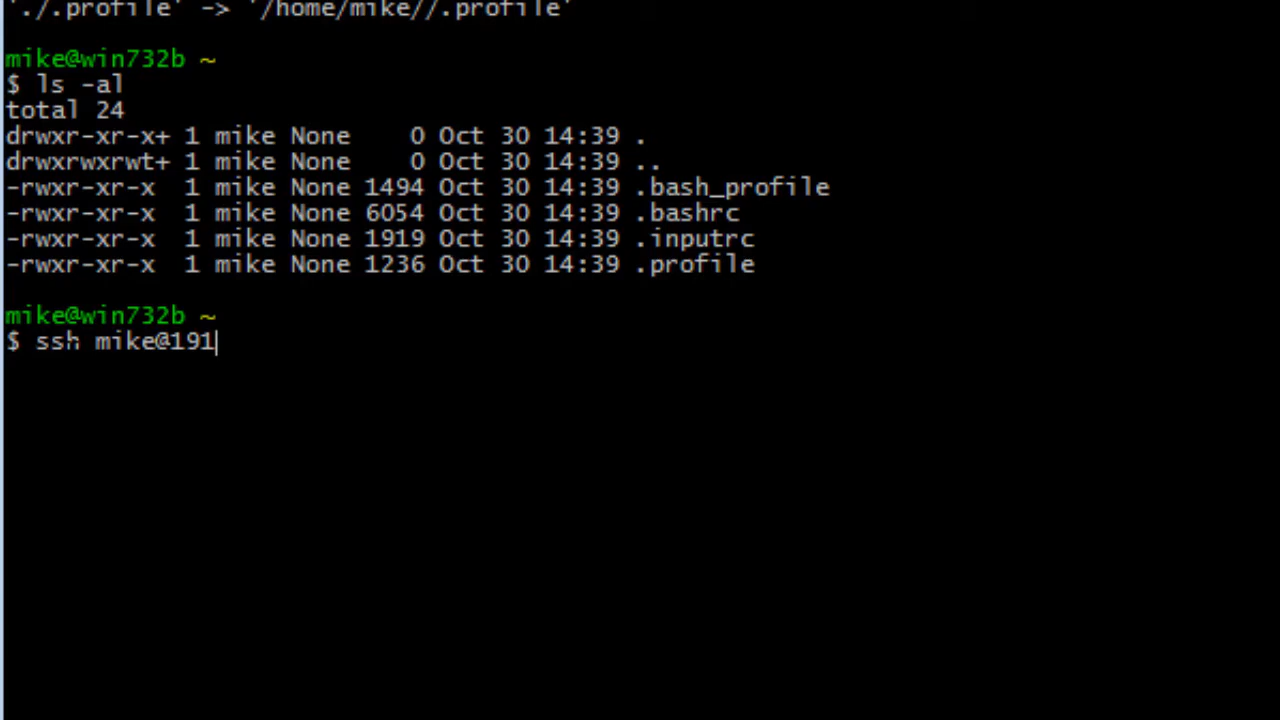 './.profile' -> '/home/mike//.profile'
mike@win732b ~
$ ls -al
total 24
drwxr-xr-x+ 1 mike None    0 Oct 30 14:39 .
drwxrwxrwt+ 1 mike None    0 Oct 30 14:39 ..
-rwxr-xr-x  1 mike None 1494 Oct 30 14:39 .bash_profile
-rwxr-xr-x  1 mike None 6054 Oct 30 14:39 .bashrc
-rwxr-xr-x  1 mike None 1919 Oct 30 14:39 .inputrc
-rwxr-xr-x  1 mike None 1236 Oct 30 14:39 .profile
mike@win732b ~
$ ssh mike@191